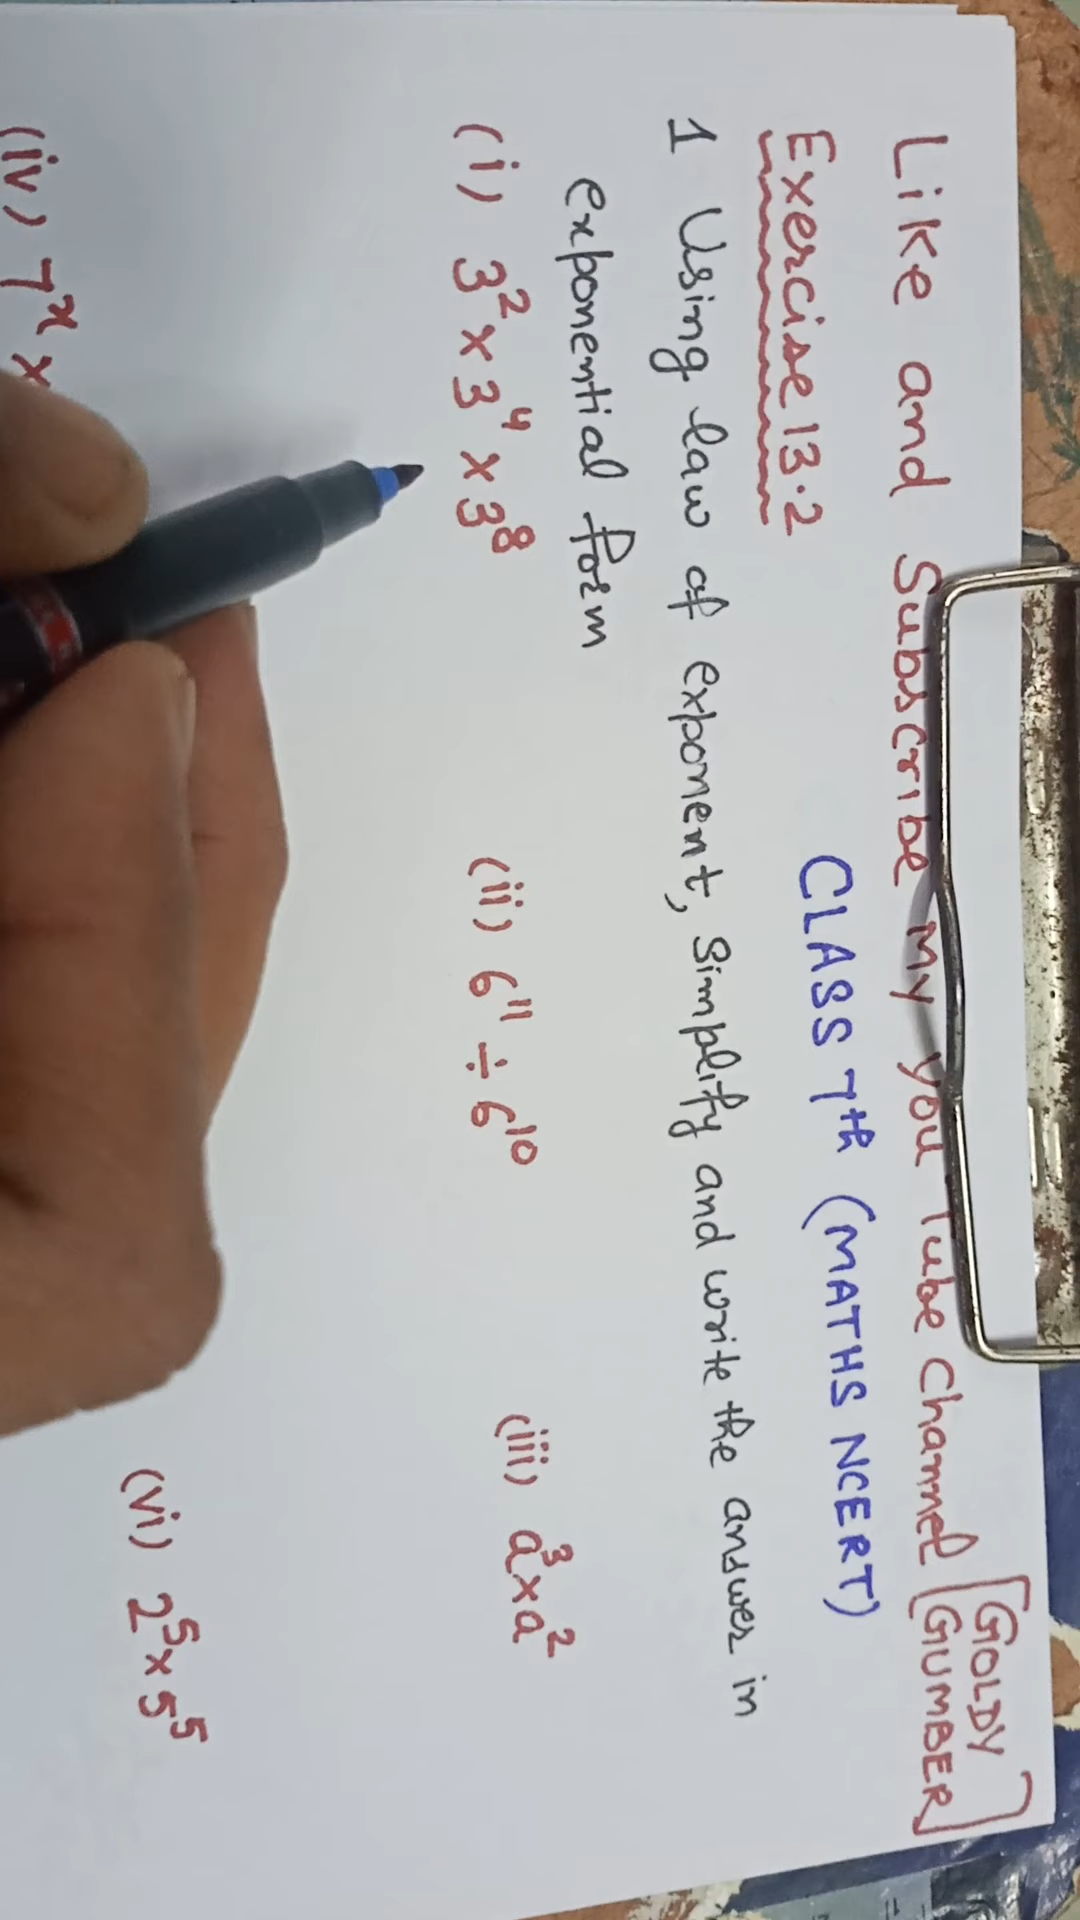 Like and Subscribe my you Tube Channel [GOLDY GUMBER]
Exercise 13.2 CLASS 7th (MATHS NCERT)
1 Using law of exponent, Simplify and write the answer in
exponential form
(i) 3² × 3⁴ × 3⁸ (ii) 6¹¹ ÷ 6¹⁰ (iii) a³ × a²
(iv) 7ˣ × (vi) 2⁵ × 5⁵